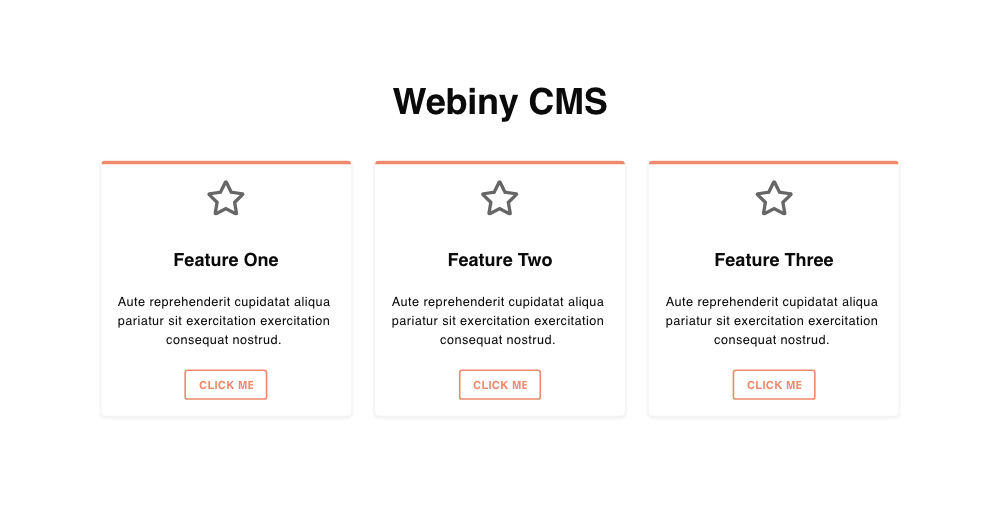 Webiny CMS
Feature One
Aute reprehenderit cupidatat aliqua
pariatur sit exercitation exercitation
consequat nostrud.
CLICK ME
Feature Two
Aute reprehenderit cupidatat aliqua
pariatur sit exercitation exercitation
consequat nostrud.
CLICK ME
Feature Three
Aute reprehenderit cupidatat aliqua
pariatur sit exercitation exercitation
consequat nostrud.
CLICK ME